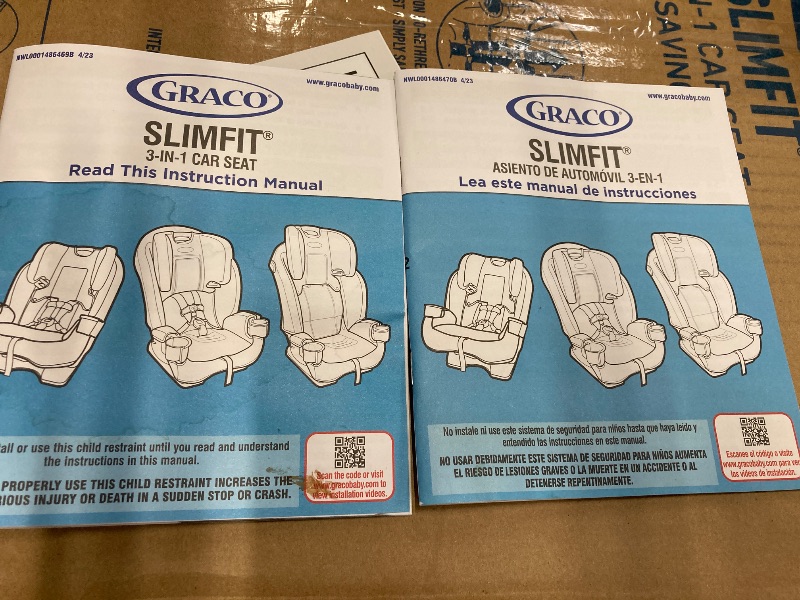 NWL0001486469B 4/23
www.gracobaby.com
GRACO®
SLIMFIT®
3-IN-1 CAR SEAT
Read This Instruction Manual
all or use this child restraint until you read and understand
the instructions in this manual.
PROPERLY USE THIS CHILD RESTRAINT INCREASES THE
IOUS INJURY OR DEATH IN A SUDDEN STOP OR CRASH.
Scan the code or visit
www.gracobaby.com to
view installation videos.
NWL0001486470B 4/23
www.gracobaby.com
GRACO®
SLIMFIT®
ASIENTO DE AUTOMÓVIL 3-EN-1
Lea este manual de instrucciones
No instale ni use este sistema de seguridad para niños hasta que haya leído y
entendido las instrucciones en este manual.
NO USAR DEBIDAMENTE ESTE SISTEMA DE SEGURIDAD PARA NIÑOS AUMENTA
EL RIESGO DE LESIONES GRAVES O LA MUERTE EN UN ACCIDENTE O AL
DETENERSE REPENTINAMENTE.
Escanee el código o visite
www.gracobaby.com para ver
los videos de instalación.
SLIMFIT®
-1 CAR SEAT
SAVING